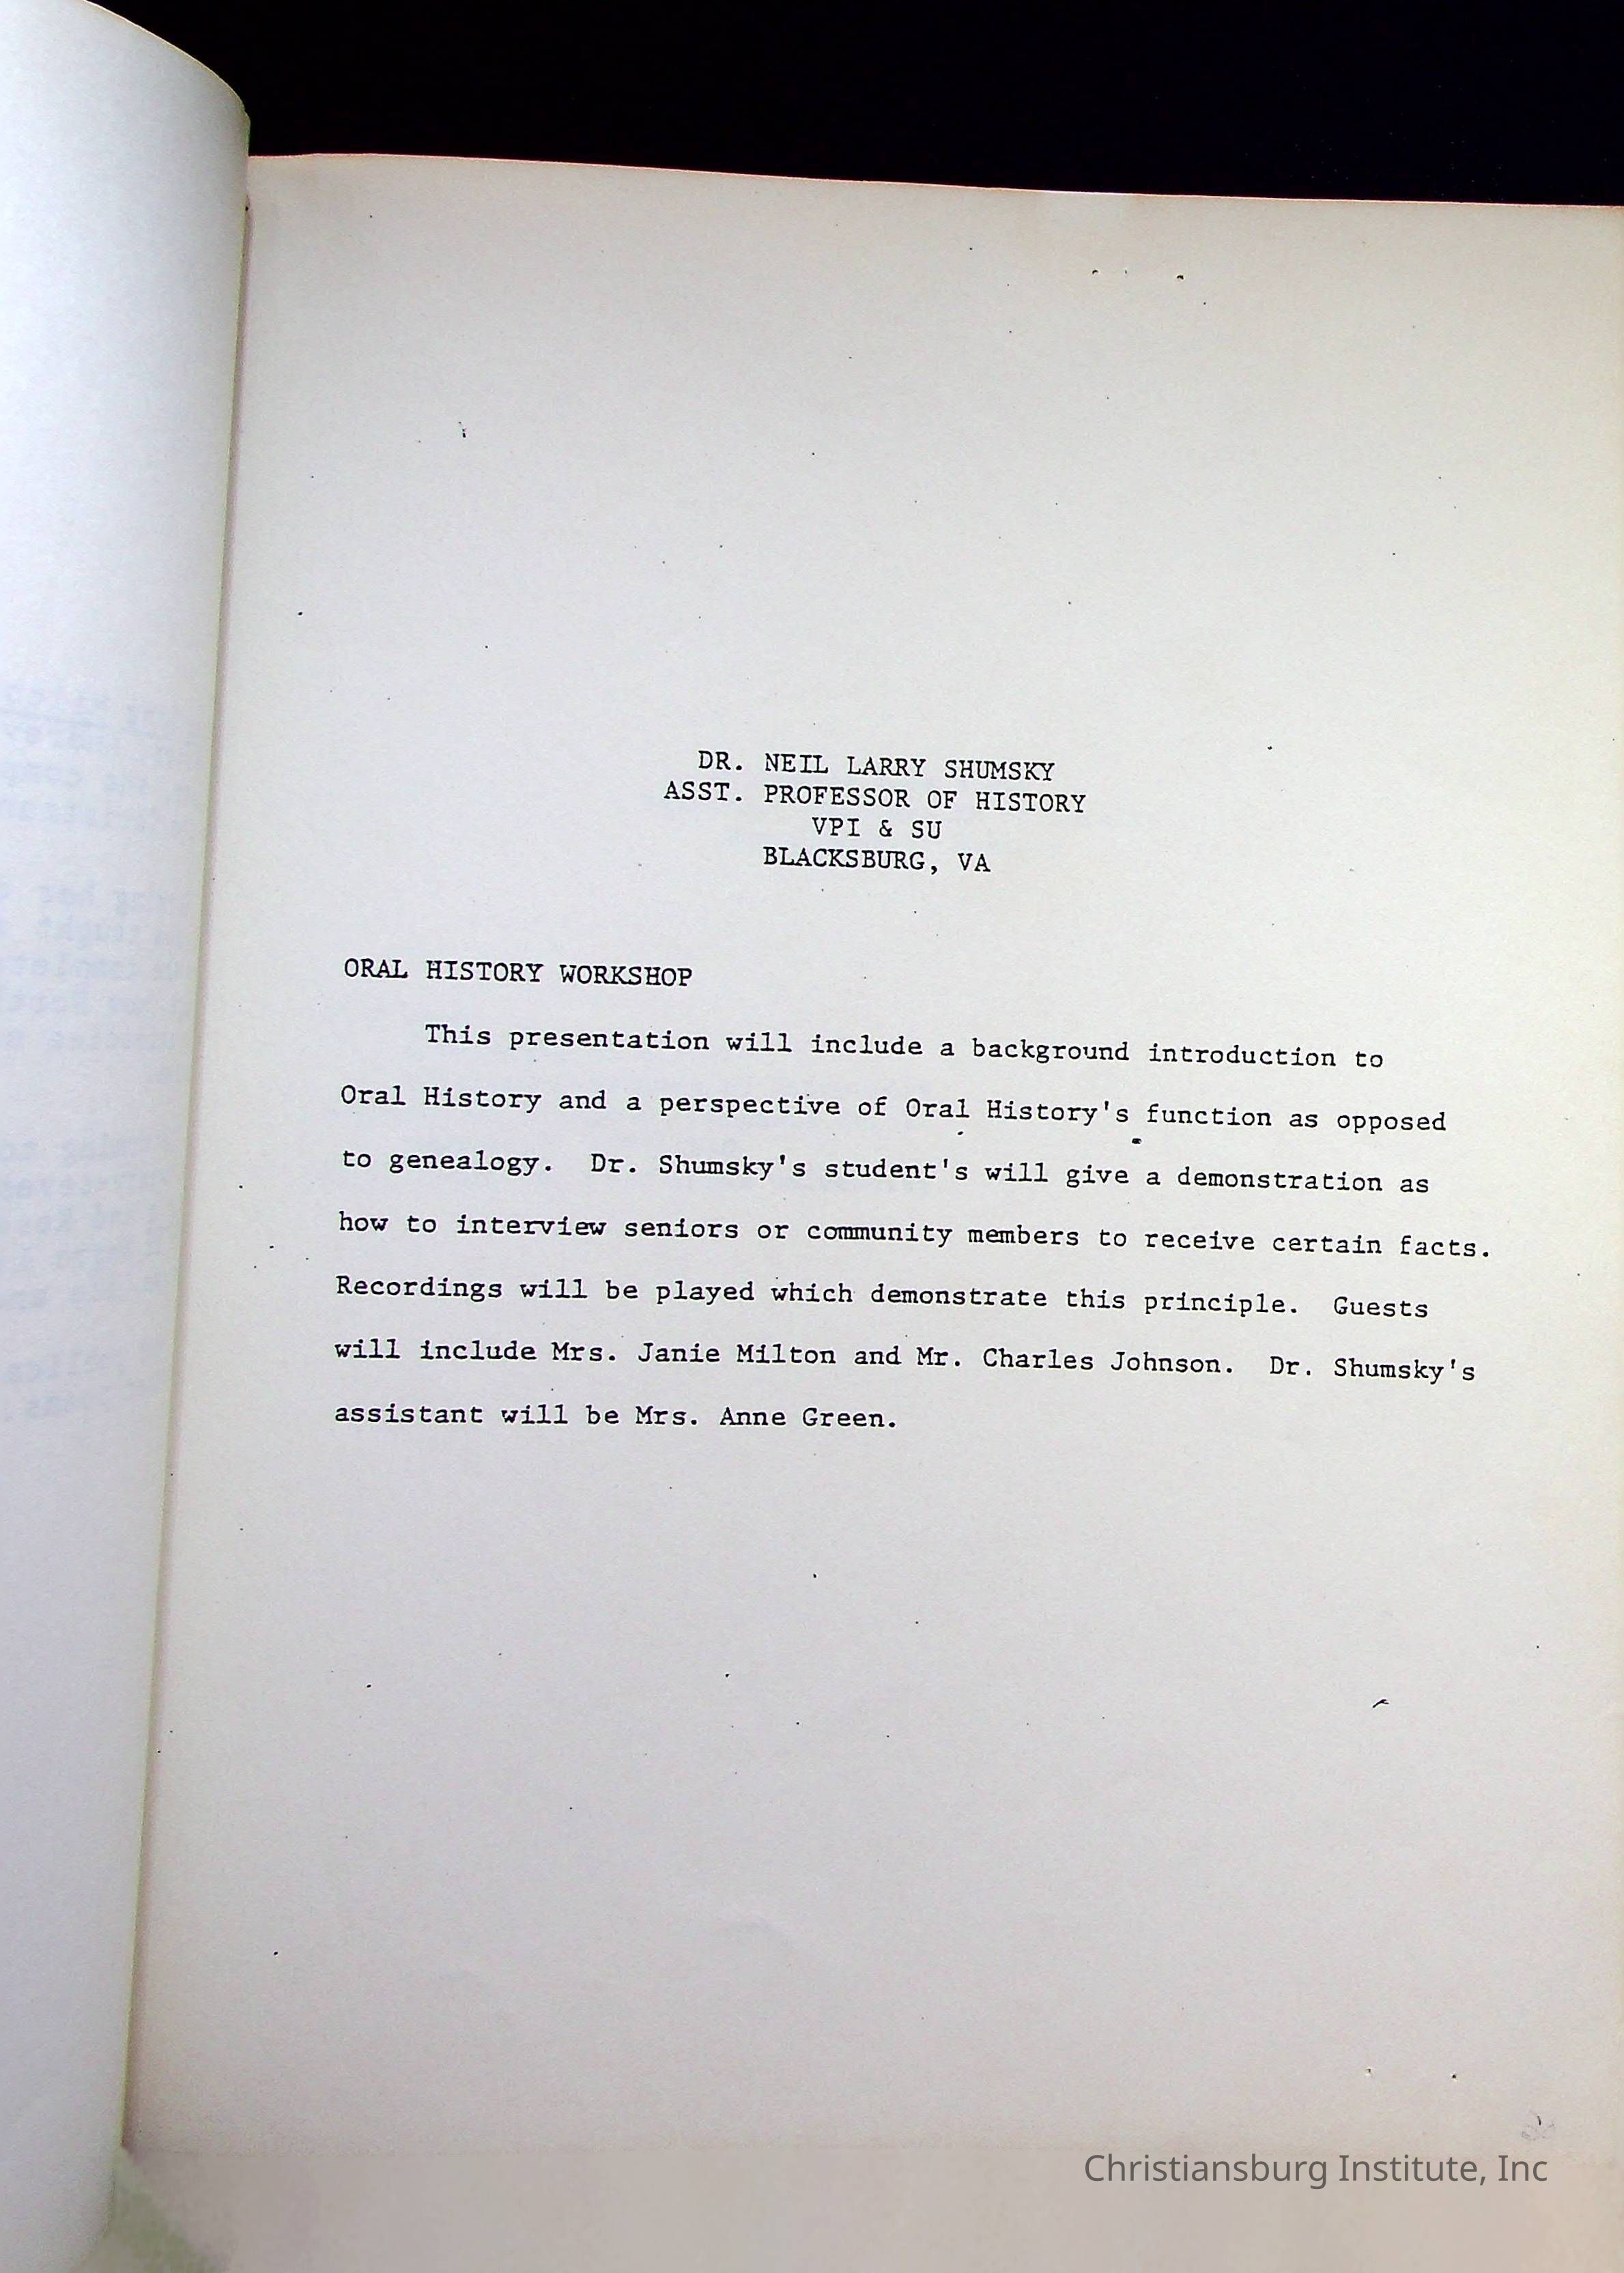 DR. NEIL LARRY SHUMSKY
ASST. PROFESSOR OF HISTORY
VPI & SU
BLACKSBURG, VA
ORAL HISTORY WORKSHOP
This presentation will include a background introduction to
Oral History and a perspective of Oral History's function as opposed
to genealogy. Dr. Shumsky's student's will give a demonstration as
how to interview seniors or community members to receive certain facts.
Recordings will be played which demonstrate this principle. Guests
will include Mrs. Janie Milton and Mr. Charles Johnson. Dr. Shumsky's
assistant will be Mrs. Anne Green.
Christiansburg Institute, Inc